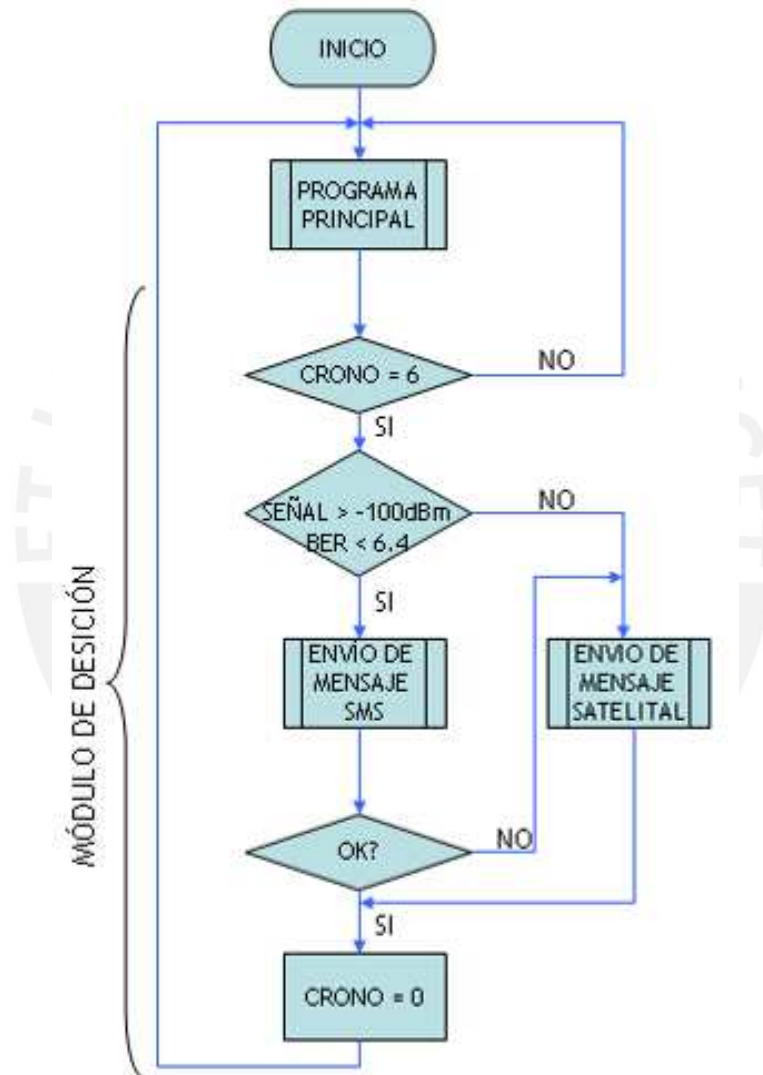 INICIO
PROGRAMA
PRINCIPAL
CRONO = 6
NO
SI
SEÑAL > -100dBm
BER < 6.4
NO
SI
ENVÍO DE
MENSAJE
SMS
ENVIO DE
MENSAJE
SATELITAL
OK?
NO
SI
CRONO = 0
MÓDULO DE DESICIÓN